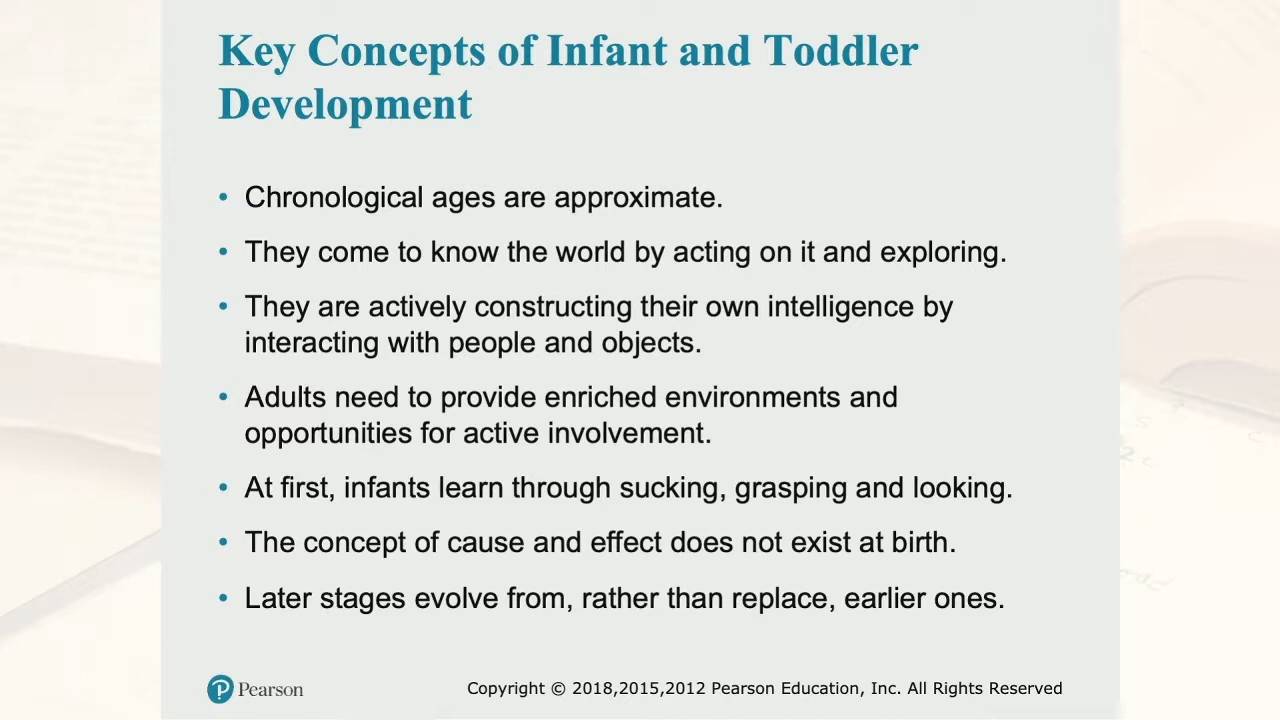 Key Concepts of Infant and Toddler
Development
• Chronological ages are approximate.
• They come to know the world by acting on it and exploring.
• They are actively constructing their own intelligence by
interacting with people and objects.
• Adults need to provide enriched environments and
opportunities for active involvement.
• At first, infants learn through sucking, grasping and looking.
• The concept of cause and effect does not exist at birth.
• Later stages evolve from, rather than replace, earlier ones.
Pearson
Copyright © 2018,2015,2012 Pearson Education, Inc. All Rights Reserved